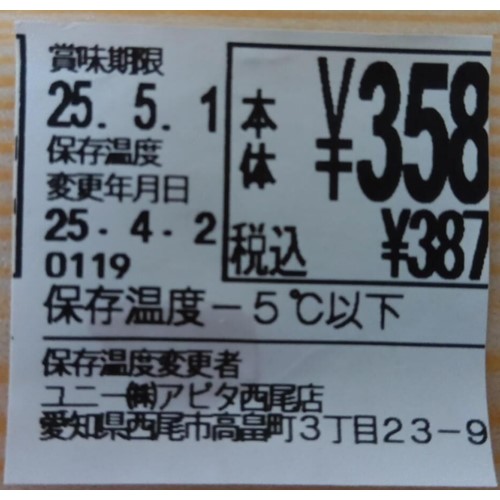 賞味期限
25. 5. 1
保存温度
変更年月日
25- 4- 2
0119
本体
¥358
税込
¥387
保存温度－5℃以下
保存温度変更者
ユニー㈱アピタ西尾店
愛知県西尾市高畠町3丁目23-9